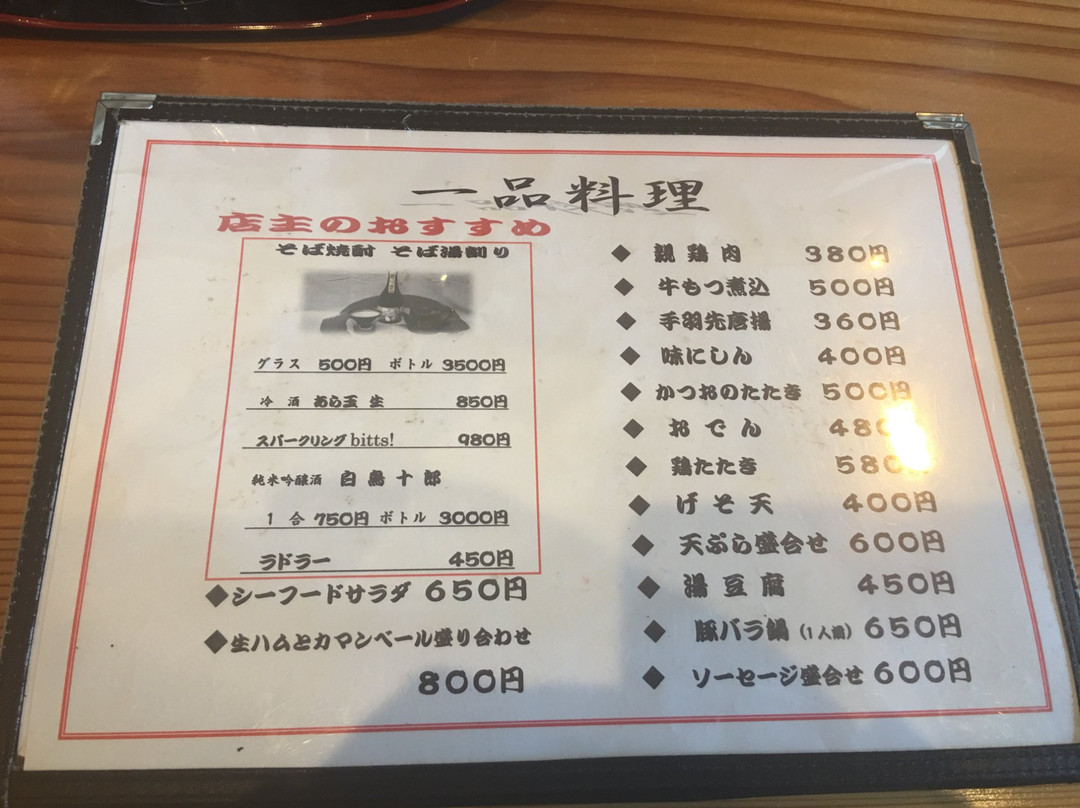 一品料理
店主のおすすめ
そば焼酎 そば湯割り
グラス 500円 ボトル 3500円
冷酒 あら玉 生 850円
スパークリング bitts! 980円
純米吟醸酒 白鳥十郎
1合 750円 ボトル 3000円
ラドラー 450円
◆シーフードサラダ 650円
◆生ハムとカマンベール盛り合わせ
800円
◆ 親鶏肉 380円
◆ 牛もつ煮込 500円
◆ 手羽先唐揚 360円
◆ 味にしん 400円
◆ かつおのたたき 500円
◆ おでん 480
◆ 鶏たたき 580
◆ げそ天 400円
◆ 天ぷら盛合せ 600円
◆ 湯豆腐 450円
◆ 豚バラ鍋(1人鍋) 650円
◆ ソーセージ盛合せ 600円